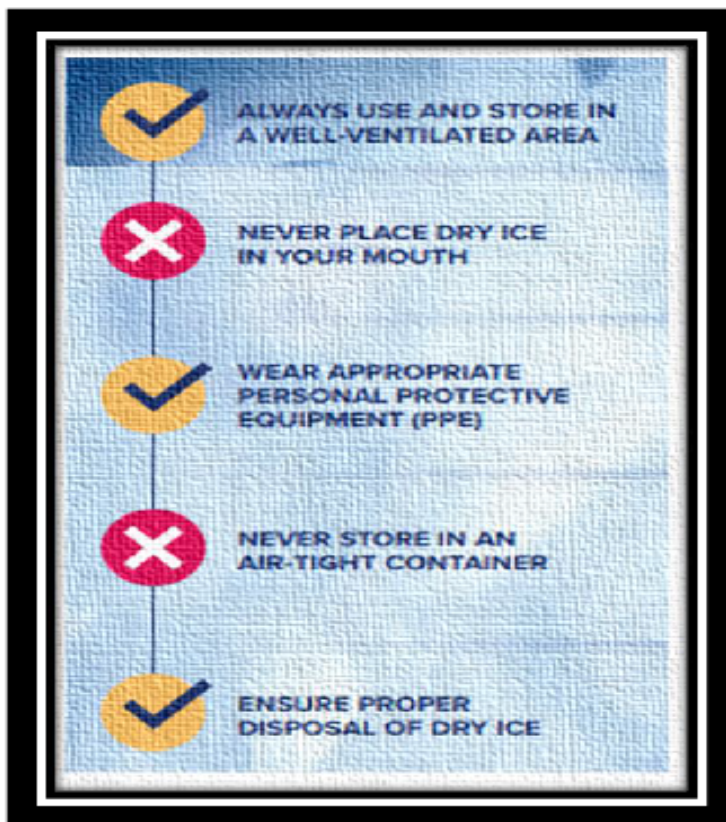 ALWAYS USE AND STORE IN
A WELL-VENTILATED AREA
NEVER PLACE DRY ICE
IN YOUR MOUTH
WEAR APPROPRIATE
PERSONAL PROTECTIVE
EQUIPMENT (PPE)
NEVER STORE IN AN
AIR-TIGHT CONTAINER
ENSURE PROPER
DISPOSAL OF DRY ICE